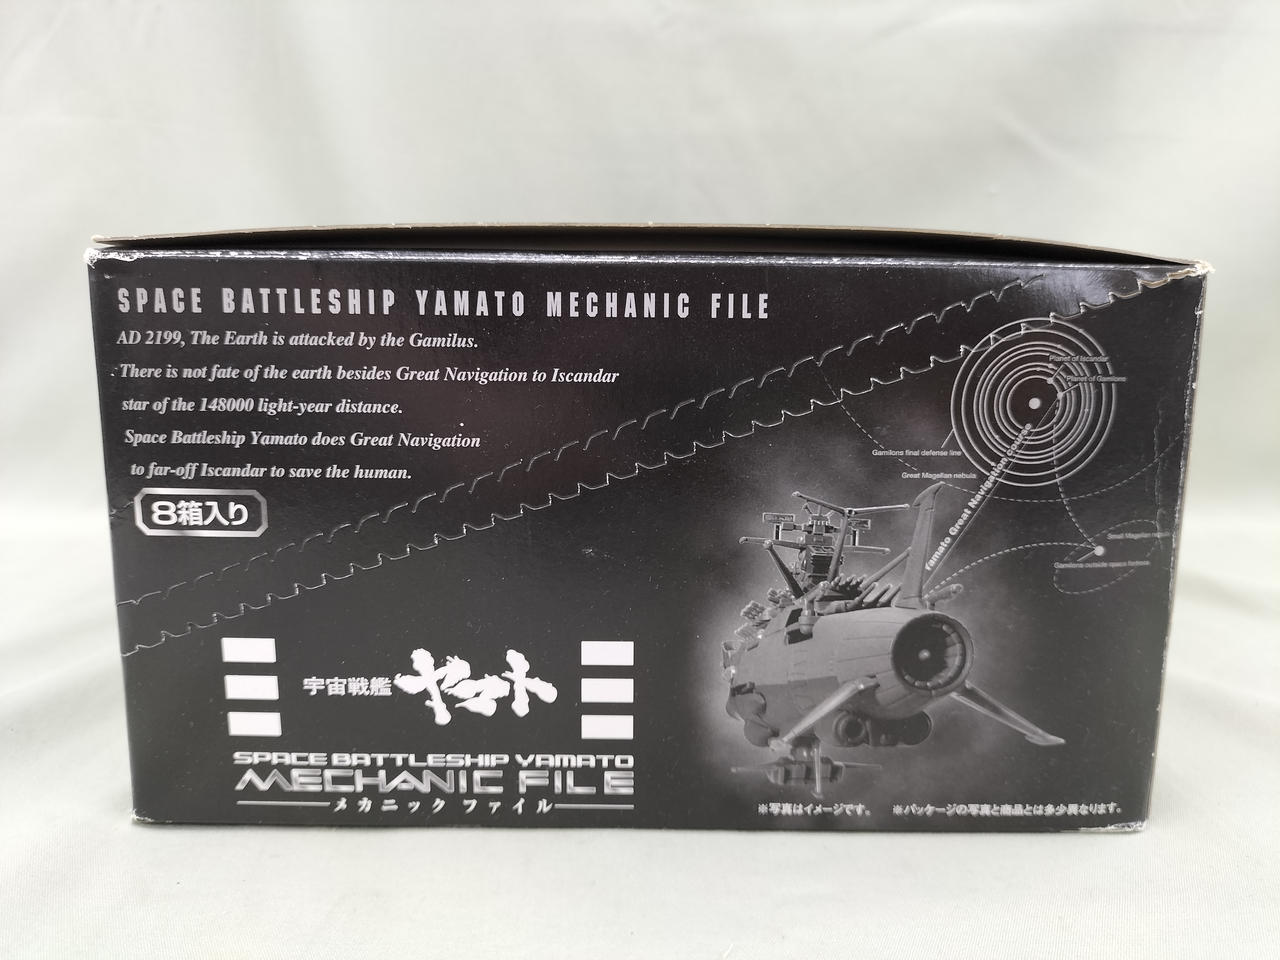 SPACE BATTLESHIP YAMATO MECHANIC FILE
AD 2199, The Earth is attacked by the Gamilus.
There is not fate of the earth besides Great Navigation to Iscandar
star of the 148000 light-year distance.
Space Battleship Yamato does Great Navigation
to far-off Iscandar to save the human.
8箱入り
Planet of Iscandar
Planet of Gamilons
Gamilons final defense line
Great Magellan nebula
Yamato Great Navigation course
Small Magellan
Gamilons outside space fortress
宇宙戦艦ヤマト
SPACE BATTLESHIP YAMATO
MECHANIC FILE
メカニック ファイル
※写真はイメージです。 ※パッケージの写真と商品とは多少異なります。